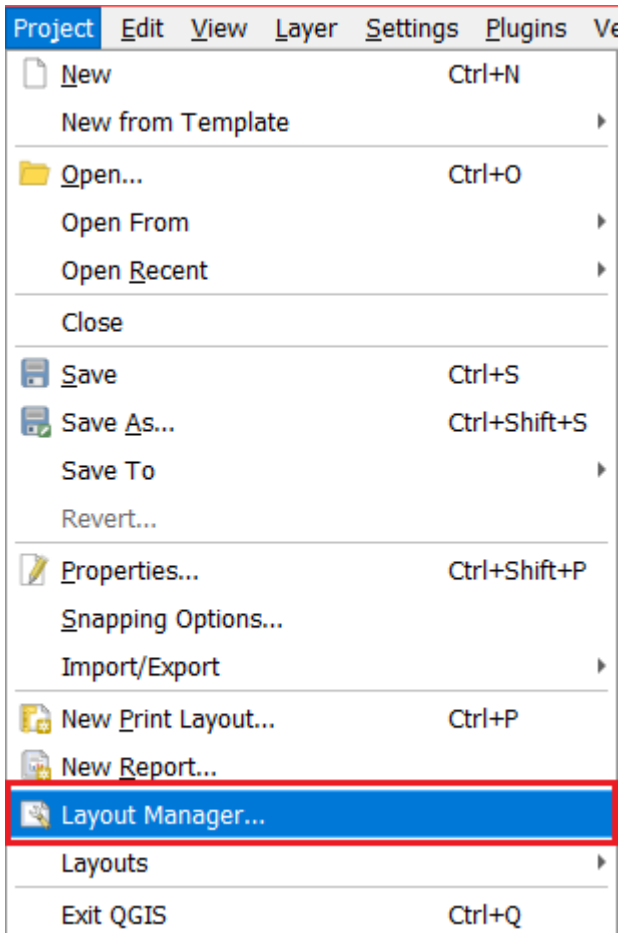 Project Edit View Layer Settings Plugins Ve
New Ctrl+N
New from Template
Open... Ctrl+O
Open From
Open Recent
Close
Save Ctrl+S
Save As... Ctrl+Shift+S
Save To
Revert...
Properties... Ctrl+Shift+P
Snapping Options...
Import/Export
New Print Layout... Ctrl+P
New Report...
Layout Manager...
Layouts
Exit QGIS Ctrl+Q